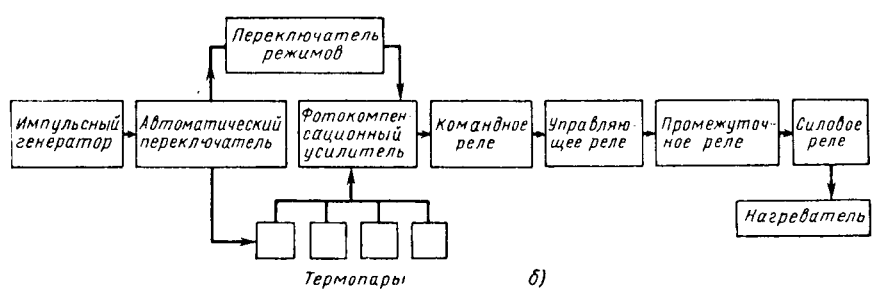 Переключатель
режимов
Импульсный
генератор
Автоматический
переключатель
Фотокомпен-
сационный
усилитель
Командное
реле
Управляю-
щее реле
Промежуточ-
ное реле
Силовое
реле
Нагреватель
Термопары
б)